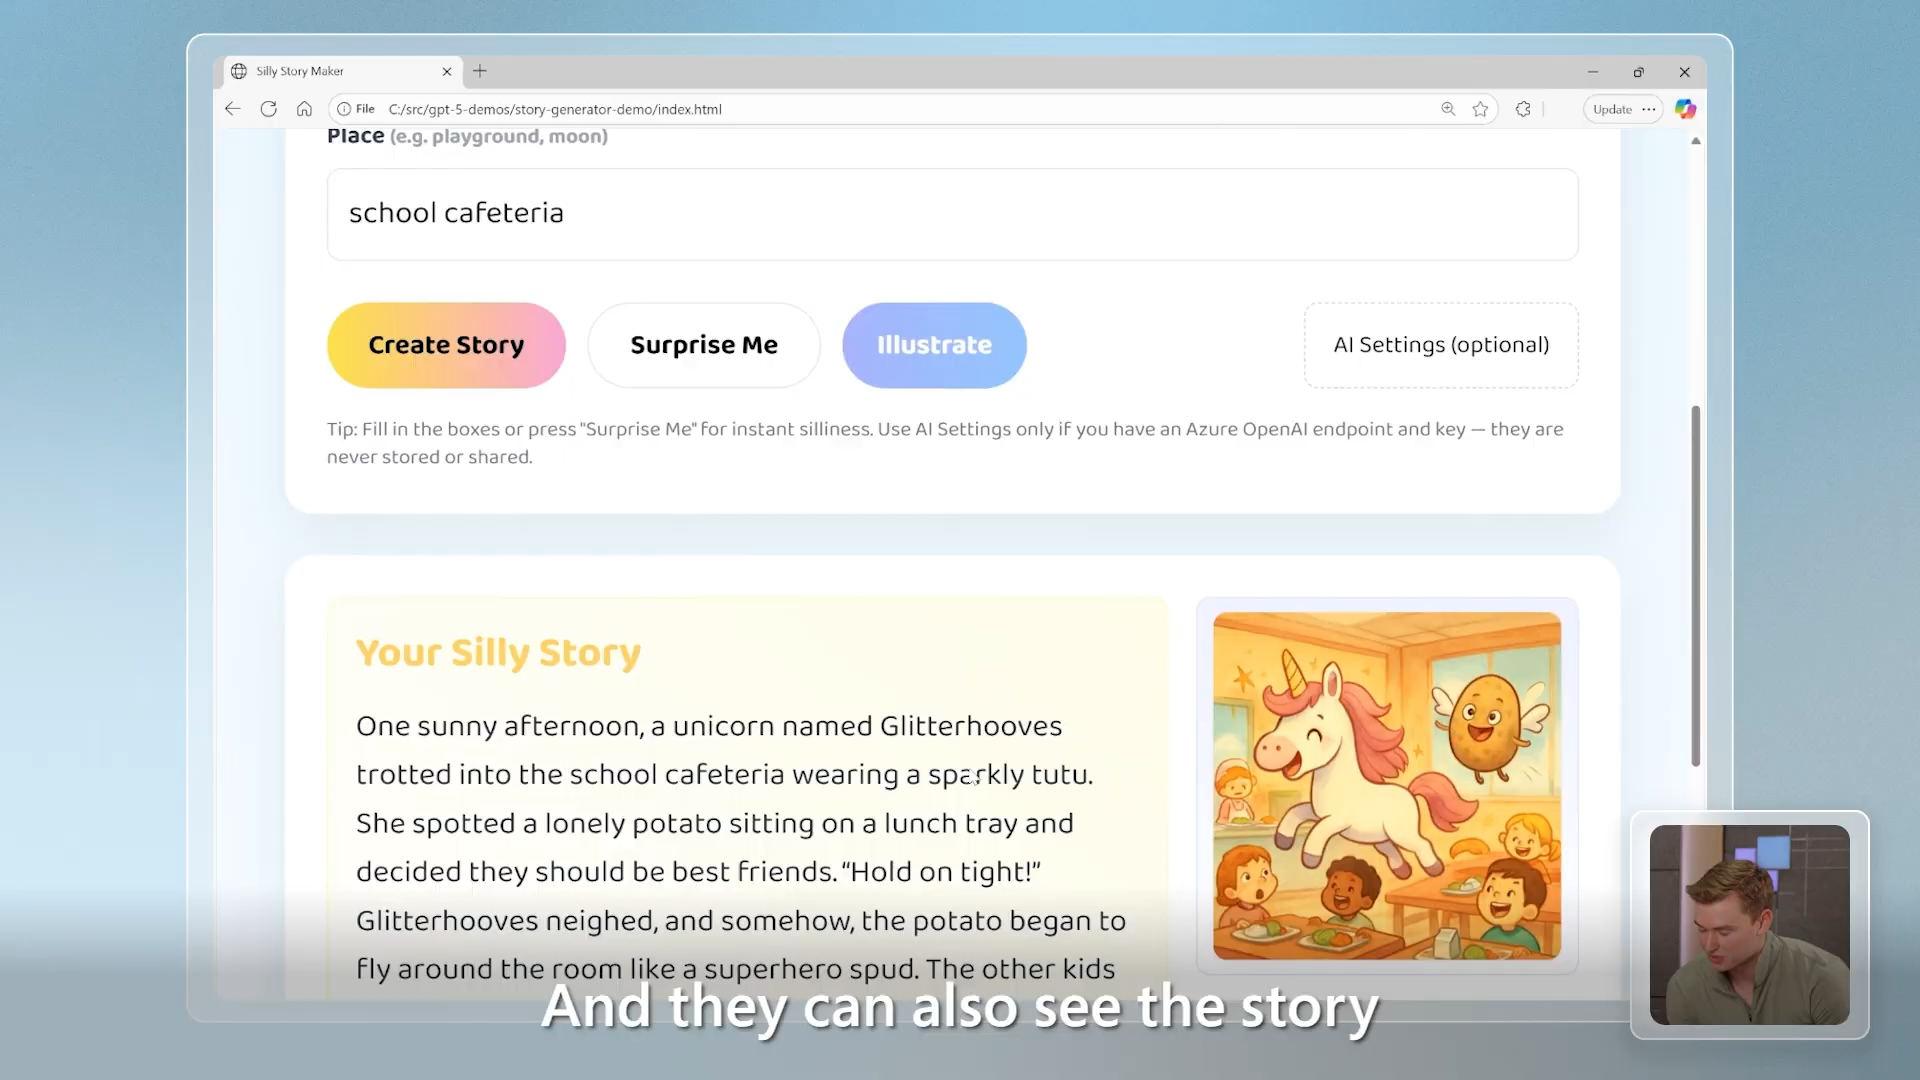 Silly Story Maker
File C:/src/gpt-5-demos/story-generator-demo/index.html
Update
Place (e.g. playground, moon)
school cafeteria
Create Story
Surprise Me
Illustrate
AI Settings (optional)
Tip: Fill in the boxes or press "Surprise Me" for instant silliness. Use AI Settings only if you have an Azure OpenAI endpoint and key — they are
never stored or shared.
Your Silly Story
One sunny afternoon, a unicorn named Glitterhooves
trotted into the school cafeteria wearing a sparkly tutu.
She spotted a lonely potato sitting on a lunch tray and
decided they should be best friends. “Hold on tight!”
Glitterhooves neighed, and somehow, the potato began to
fly around the room like a superhero spud. The other kids
And they can also see the story